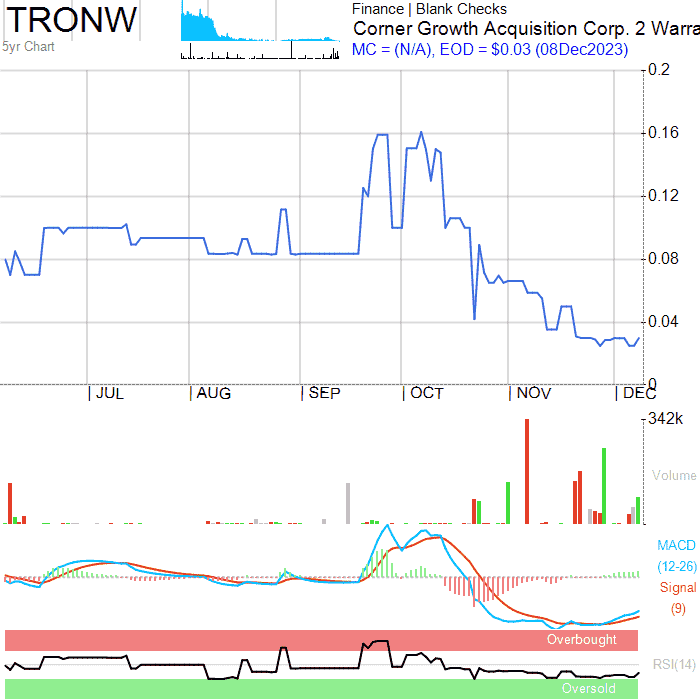 TRONW
5yr Chart
Finance | Blank Checks
Corner Growth Acquisition Corp. 2 Warra
MC = (N/A), EOD = $0.03 (08Dec2023)
0.2
0.16
0.12
0.08
0.04
0
JUL AUG SEP OCT NOV DEC
342k
Volume
MACD
(12-26)
Signal
(9)
Overbought
RSI(14)
Oversold